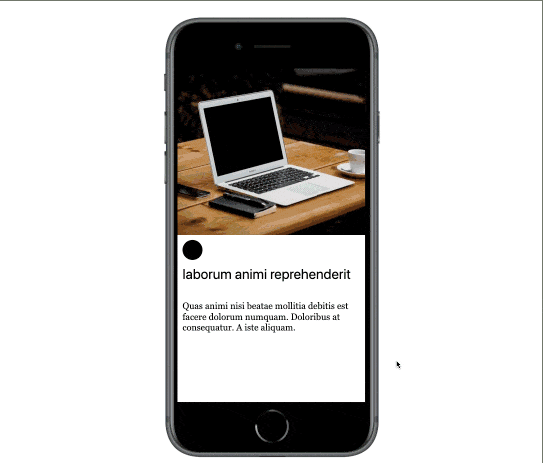 laborum animi reprehenderit
Quas animi nisi beatae mollitia debitis est
facere dolorum numquam. Doloribus at
consequatur. A iste aliquam.